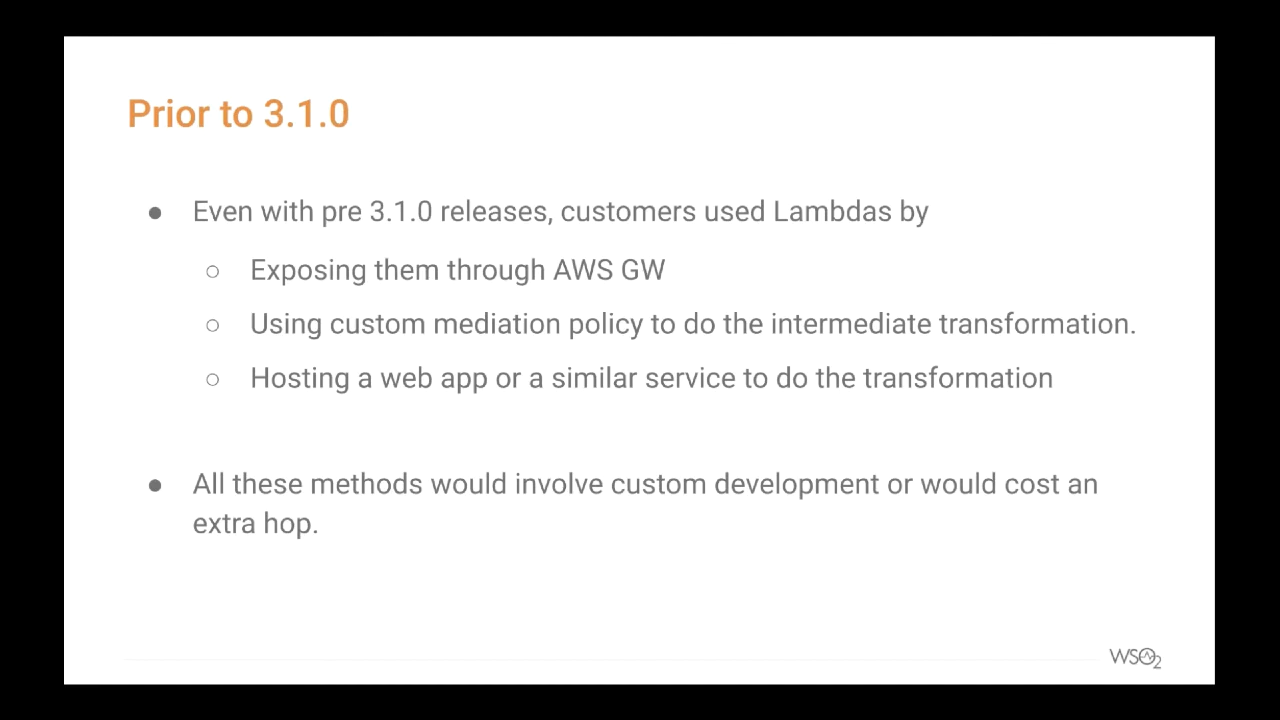 Prior to 3.1.0
● Even with pre 3.1.0 releases, customers used Lambdas by
○ Exposing them through AWS GW
○ Using custom mediation policy to do the intermediate transformation.
○ Hosting a web app or a similar service to do the transformation
● All these methods would involve custom development or would cost an
extra hop.
WSO2